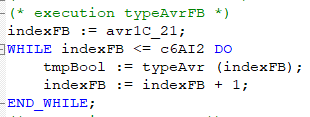 (* execution typeAvrFB *)
indexFB := avr1C_21;
WHILE indexFB <= c6AI2 DO
tmpBool := typeAvr (indexFB);
indexFB := indexFB + 1;
END_WHILE;